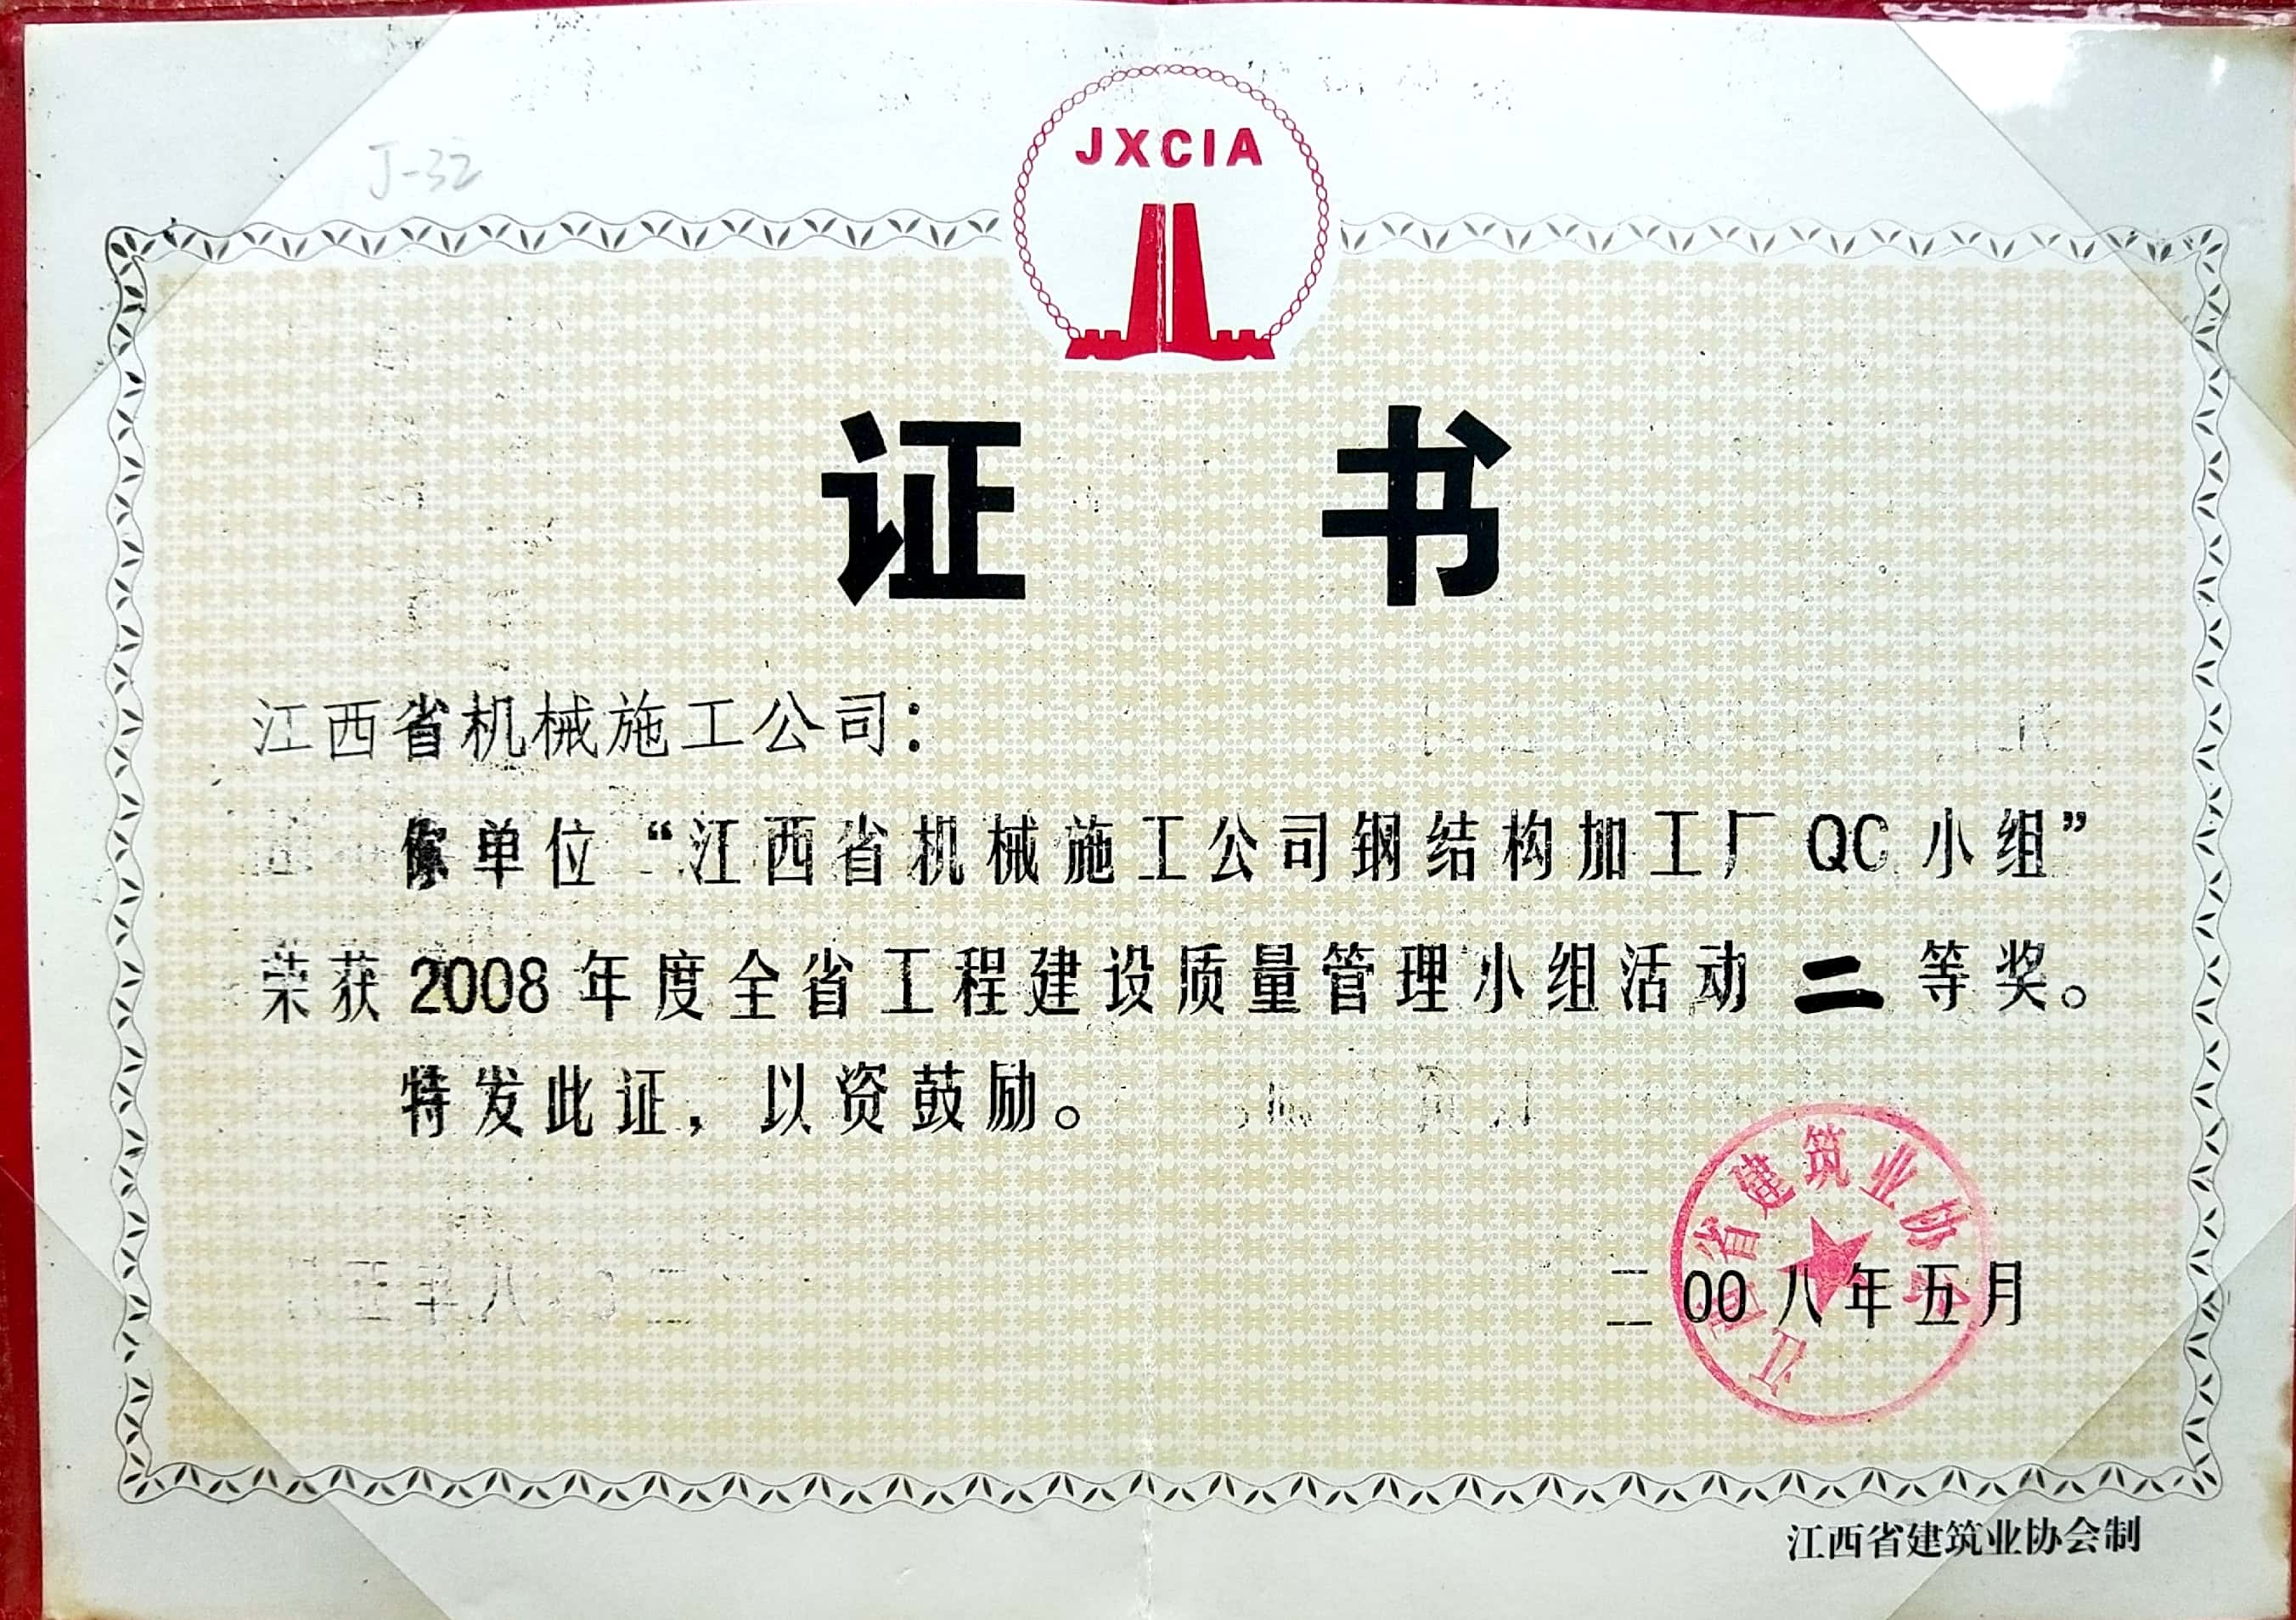 J-32
JXCIA
证 书
江西省机械施工公司：
你单位“江西省机械施工公司钢结构加工厂QC小组”
荣获2008年度全省工程建设质量管理小组活动二等奖。
特发此证，以资鼓励。
江西省建筑业协会
二00八年五月
江西省建筑业协会制